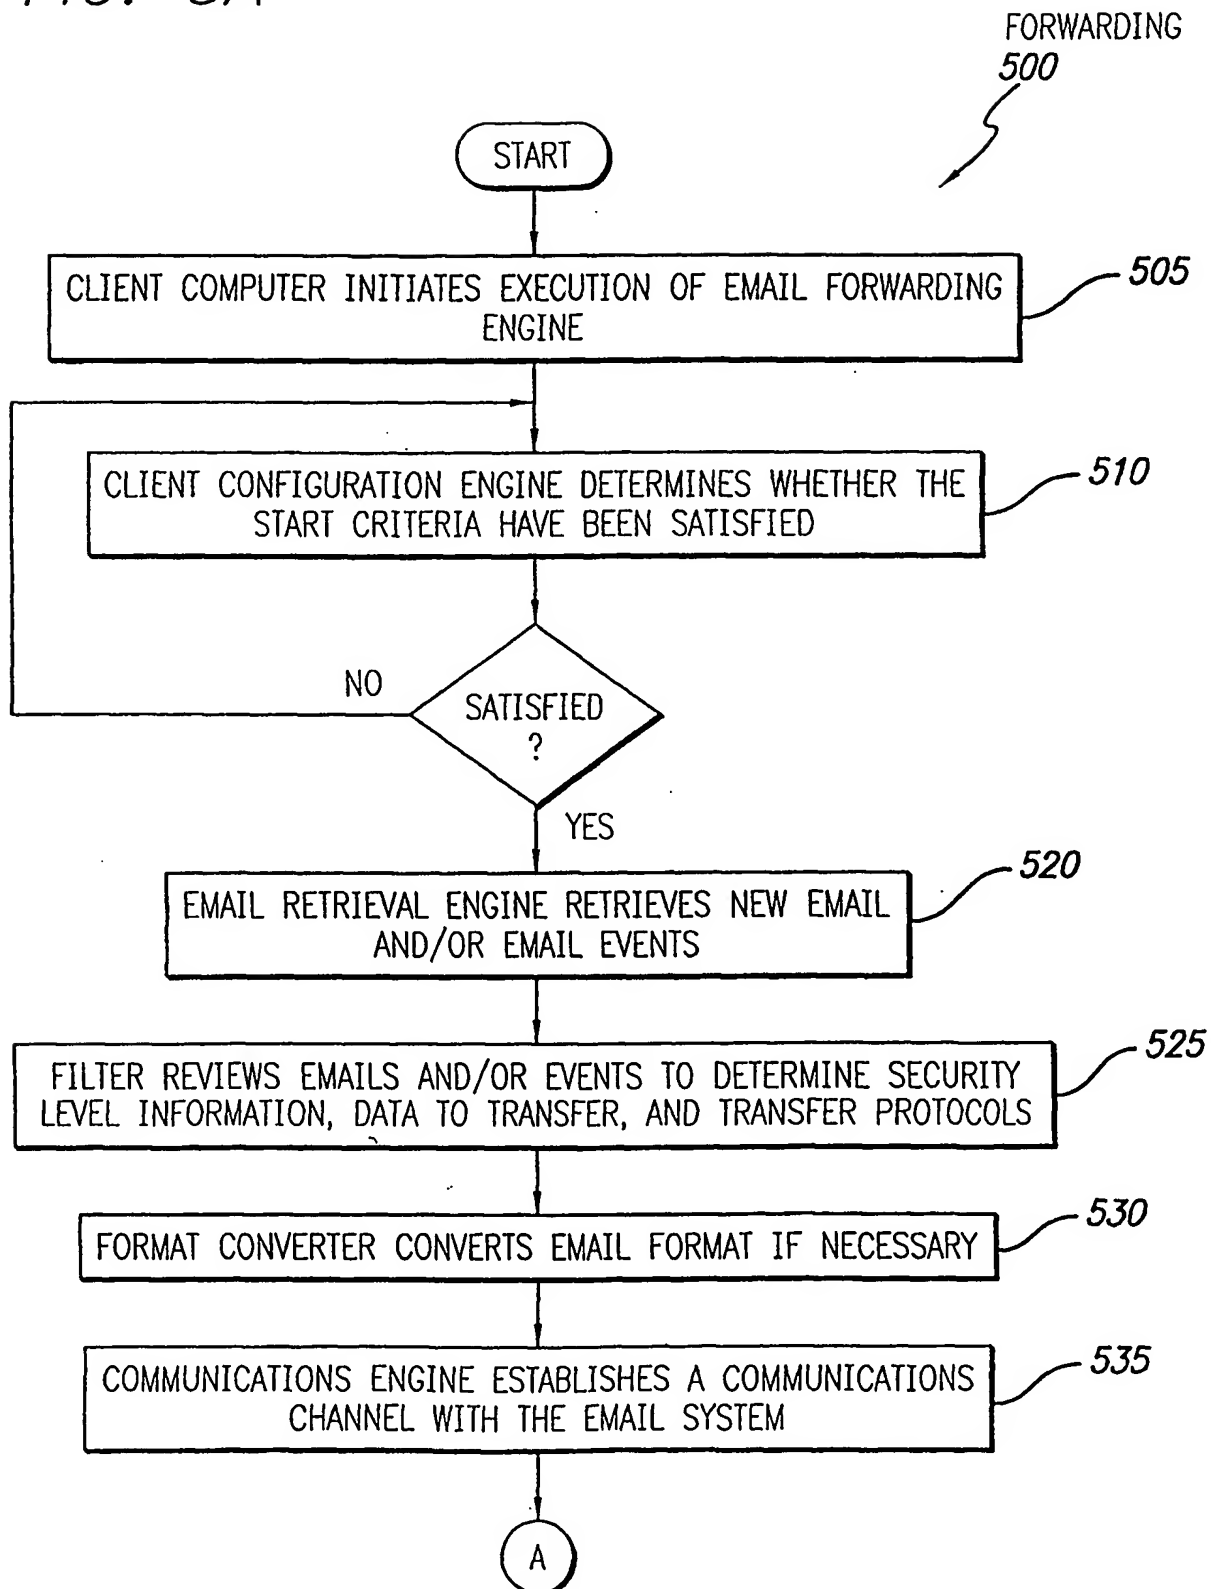 FORWARDING
500
START
CLIENT COMPUTER INITIATES EXECUTION OF EMAIL FORWARDING
ENGINE
505
CLIENT CONFIGURATION ENGINE DETERMINES WHETHER THE
START CRITERIA HAVE BEEN SATISFIED
510
NO
SATISFIED
?
YES
EMAIL RETRIEVAL ENGINE RETRIEVES NEW EMAIL
AND/OR EMAIL EVENTS
520
FILTER REVIEWS EMAILS AND/OR EVENTS TO DETERMINE SECURITY
LEVEL INFORMATION, DATA TO TRANSFER, AND TRANSFER PROTOCOLS
525
FORMAT CONVERTER CONVERTS EMAIL FORMAT IF NECESSARY
530
COMMUNICATIONS ENGINE ESTABLISHES A COMMUNICATIONS
CHANNEL WITH THE EMAIL SYSTEM
535
A